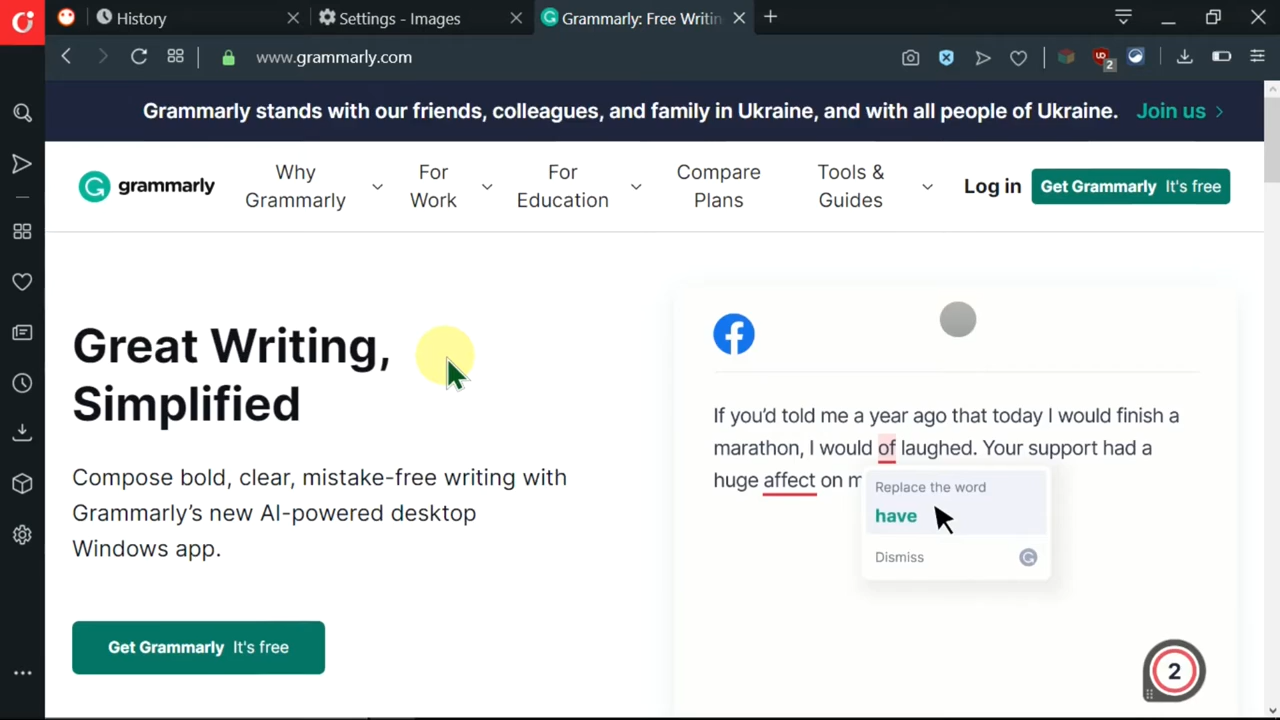 History
Settings - Images
Grammarly: Free Writin
www.grammarly.com
2
Grammarly stands with our friends, colleagues, and family in Ukraine, and with all people of Ukraine. Join us
grammarly
Why Grammarly
For Work
For Education
Compare Plans
Tools & Guides
Log in
Get Grammarly It's free
Great Writing,
Simplified
Compose bold, clear, mistake-free writing with
Grammarly's new AI-powered desktop
Windows app.
Get Grammarly It's free
If you'd told me a year ago that today I would finish a
marathon, I would of laughed. Your support had a
huge affect on m
Replace the word
have
Dismiss
2